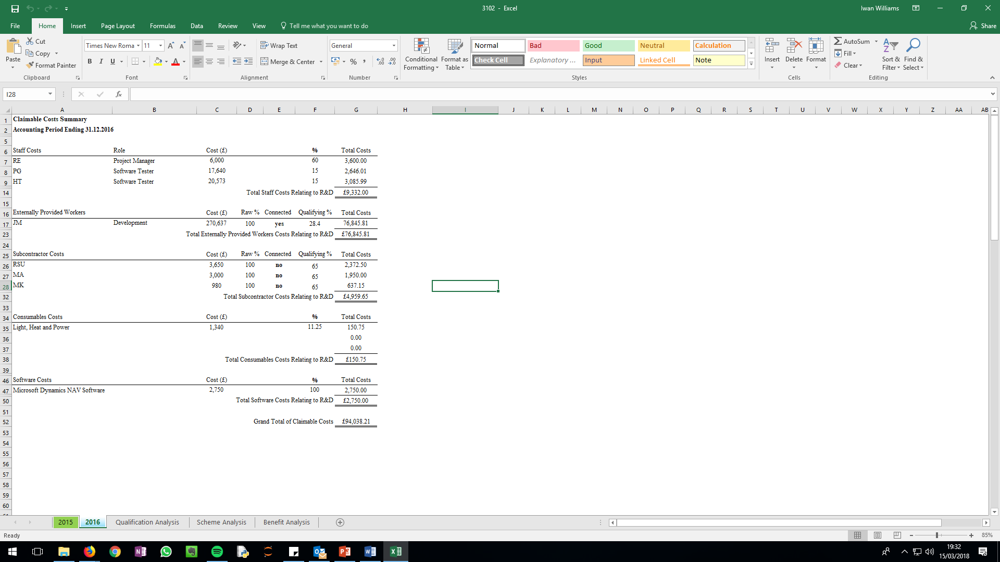 3102 - Excel
Iwan Williams
File Home Insert Page Layout Formulas Data Review View Tell me what you want to do
Share
Paste
Cut
Copy
Format Painter
Clipboard
Times New Roma 11
B I U
Font
Wrap Text
Merge & Center
Alignment
General
%
Number
Conditional Formatting
Format as Table
Normal Bad Good Neutral Calculation
Check Cell Explanatory ... Input Linked Cell Note
Styles
Insert Delete Format
Cells
AutoSum
Fill
Clear
Sort & Filter
Find & Select
Editing
I28
fx
A B C D E F G H I J K L M N O P Q R S T U V W X Y Z AA AB
1 Claimable Costs Summary
2 Accounting Period Ending 31.12.2016
5
6 Staff Costs Role Cost (£) % Total Costs
7 RE Project Manager 6,000 60 3,600.00
8 PG Software Tester 17,640 15 2,646.01
9 HT Software Tester 20,573 15 3,085.99
14 Total Staff Costs Relating to R&D £9,332.00
15
16 Externally Provided Workers Cost (£) Raw % Connected Qualifying % Total Costs
17 JM Development 270,637 100 yes 28.4 76,845.81
23 Total Externally Provided Workers Costs Relating to R&D £76,845.81
24
25 Subcontractor Costs Cost (£) Raw % Connected Qualifying % Total Costs
26 RSU 3,650 100 no 65 2,372.50
27 MA 3,000 100 no 65 1,950.00
28 MK 980 100 no 65 637.15
32 Total Subcontractor Costs Relating to R&D £4,959.65
33
34 Consumables Costs Cost (£) % Total Costs
35 Light, Heat and Power 1,340 11.25 150.75
36 0.00
37 0.00
38 Total Consumables Costs Relating to R&D £150.75
39
46 Software Costs Cost (£) % Total Costs
47 Microsoft Dynamics NAV Software 2,750 100 2,750.00
50 Total Software Costs Relating to R&D £2,750.00
51
52 Grand Total of Claimable Costs £94,038.21
53
54
55
56
57
58
59
60
2015 2016 Qualification Analysis Scheme Analysis Benefit Analysis
Ready
85%
19:32
15/03/2018